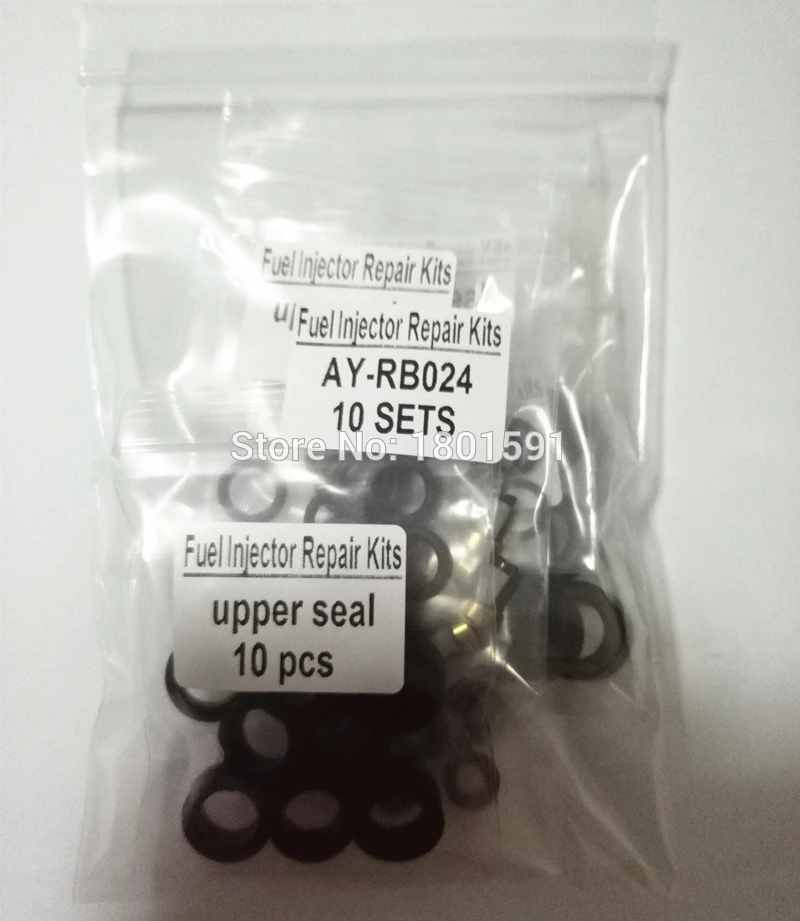 Fuel Injector Repair Kits
Fuel Injector Repair Kits
AY-RB024
10 SETS
Store No: 1801591
Fuel Injector Repair Kits
upper seal
10 pcs